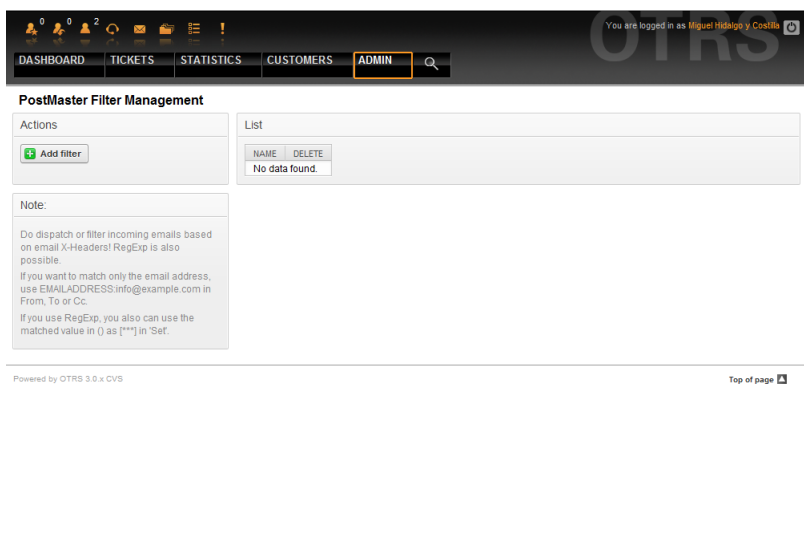 0 0 2
You are logged in as Miguel Hidalgo y Costilla
OTRS
DASHBOARD TICKETS STATISTICS CUSTOMERS ADMIN
PostMaster Filter Management
Actions
Add filter
List
NAME DELETE
No data found.
Note:
Do dispatch or filter incoming emails based
on email X-Headers! RegExp is also
possible.
If you want to match only the email address,
use EMAILADDRESS:info@example.com in
From, To or Cc.
If you use RegExp, you also can use the
matched value in () as [***] in 'Set'.
Powered by OTRS 3.0.x CVS
Top of page